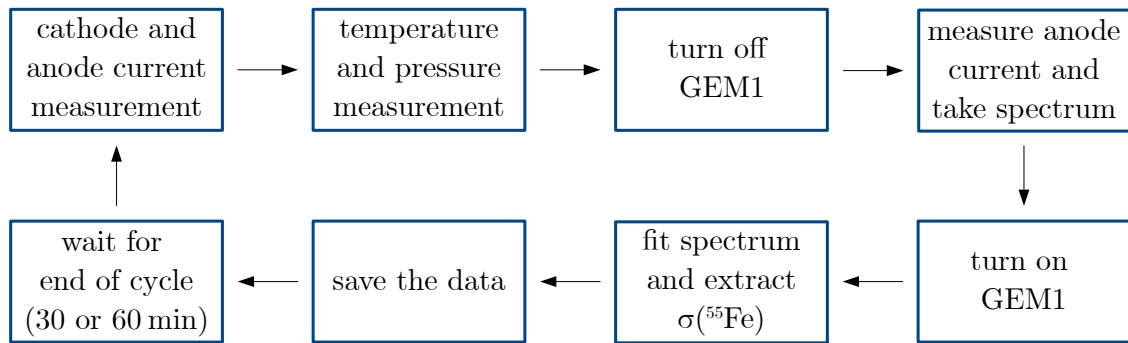 cathode and
anode current
measurement
temperature
and pressure
measurement
turn off
GEM1
measure anode
current and
take spectrum
turn on
GEM1
fit spectrum
and extract
σ(⁵⁵Fe)
save the data
wait for
end of cycle
(30 or 60 min)